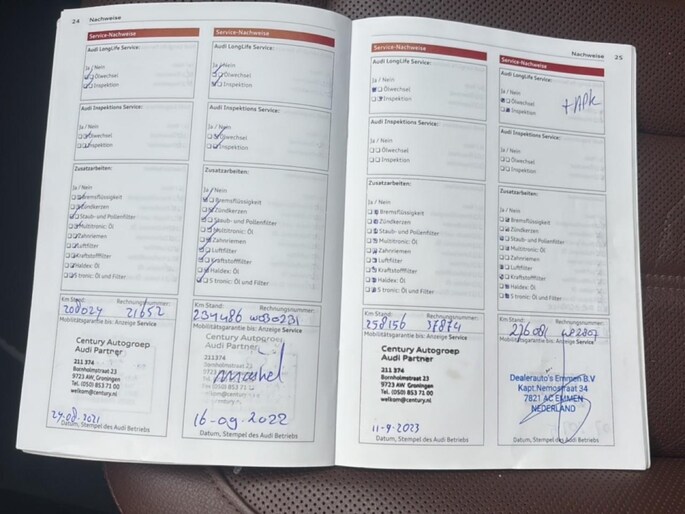 24 Nachweise
Service-Nachweise
Audi LongLife Service:
Ja / Nein
Ölwechsel
Inspektion
Audi Inspektions Service:
Ja / Nein
Ölwechsel
Inspektion
Zusatzarbeiten:
Ja / Nein
Bremsflüssigkeit
Zündkerzen
Staub- und Pollenfilter
Multitronic: Öl
Zahnriemen
Luftfilter
Kraftstofffilter
Haldex: Öl
S tronic: Öl und Filter
Km Stand: Rechnungsnummer:
208024 21652
Mobilitätsgarantie bis: Anzeige Service
Century Autogroep
Audi Partner
211 374
Bornholmstraat 23
9723 AW, Groningen
Tel. (050) 853 71 00
welkom@century.nl
24-08-2021
Datum, Stempel des Audi Betriebs
Service-Nachweise
Audi LongLife Service:
Ja / Nein
Ölwechsel
Inspektion
Audi Inspektions Service:
Ja / Nein
Ölwechsel
Inspektion
Zusatzarbeiten:
Ja / Nein
Bremsflüssigkeit
Zündkerzen
Staub- und Pollenfilter
Multitronic: Öl
Zahnriemen
Luftfilter
Kraftstofffilter
Haldex: Öl
S tronic: Öl und Filter
Km Stand: Rechnungsnummer:
234486
Mobilitätsgarantie bis: Anzeige Service
Century Autogroep
Audi Partner
211374
Bornholmstraat 23
16-09-2022
Datum, Stempel des Audi Betriebs
Nachweise 25
Service-Nachweise
Audi LongLife Service:
Ja / Nein
Ölwechsel
Inspektion
Audi Inspektions Service:
Ja / Nein
Ölwechsel
Inspektion
Zusatzarbeiten:
Ja / Nein
Bremsflüssigkeit
Zündkerzen
Staub- und Pollenfilter
Multitronic: Öl
Zahnriemen
Luftfilter
Kraftstofffilter
Haldex: Öl
S tronic: Öl und Filter
Km Stand: Rechnungsnummer:
258156 37874
Mobilitätsgarantie bis: Anzeige Service
Century Autogroep
Audi Partner
211 374
Bornholmstraat 23
9723 AW, Groningen
Tel. (050) 853 71 00
welkom@century.nl
11-9-2023
Datum, Stempel des Audi Betriebs
Service-Nachweise
Audi LongLife Service:
Ja / Nein
Ölwechsel
Inspektion
+APK
Audi Inspektions Service:
Ja / Nein
Ölwechsel
Inspektion
Zusatzarbeiten:
Ja / Nein
Bremsflüssigkeit
Zündkerzen
Staub- und Pollenfilter
Multitronic: Öl
Zahnriemen
Luftfilter
Kraftstofffilter
Haldex: Öl
S tronic: Öl und Filter
Km Stand: Rechnungsnummer:
276081
Mobilitätsgarantie bis: Anzeige Service
Dealerauto's Emmen B.V
Kapt.Nemostraat 34
7821 AC EMMEN
NEDERLAND
Datum, Stempel des Audi Betriebs